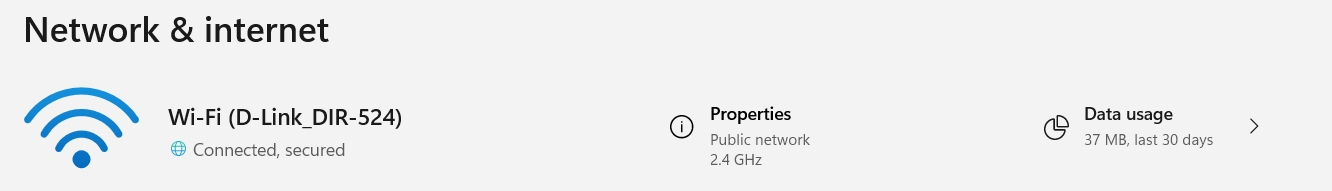 Network & internet
Wi-Fi (D-Link_DIR-524)
Connected, secured
Properties
Public network
2.4 GHz
Data usage
37 MB, last 30 days